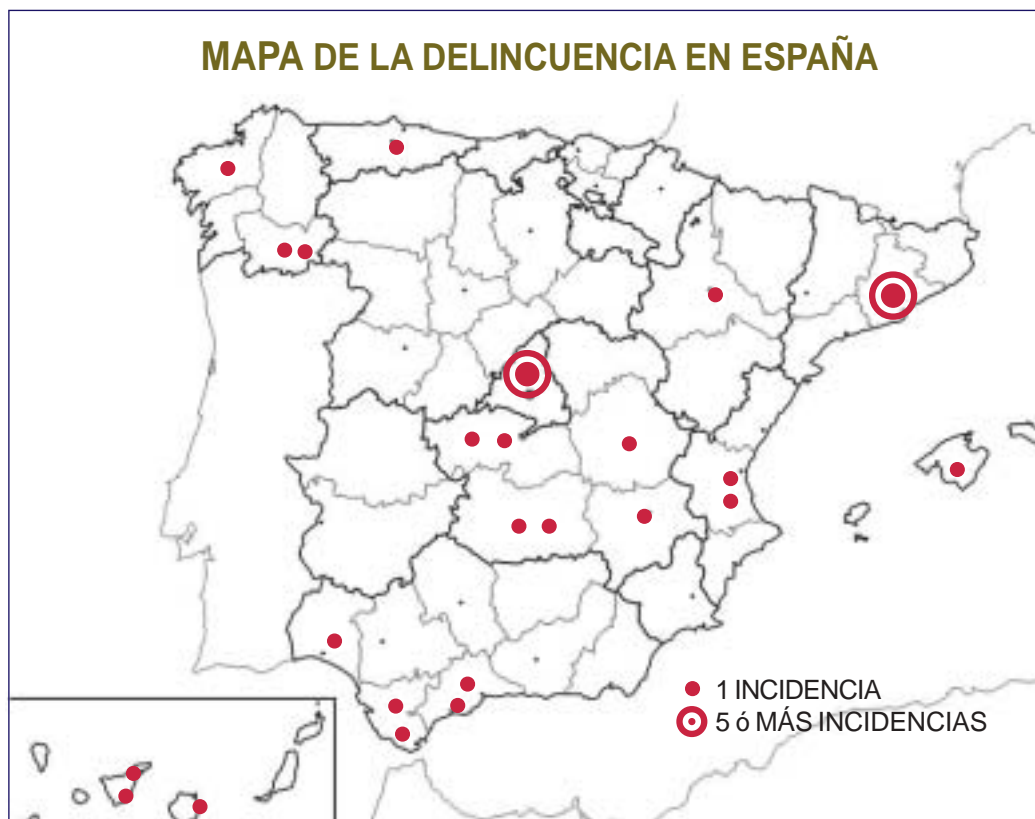 MAPA DE LA DELINCUENCIA EN ESPAÑA
1 INCIDENCIA
5 ó MÁS INCIDENCIAS